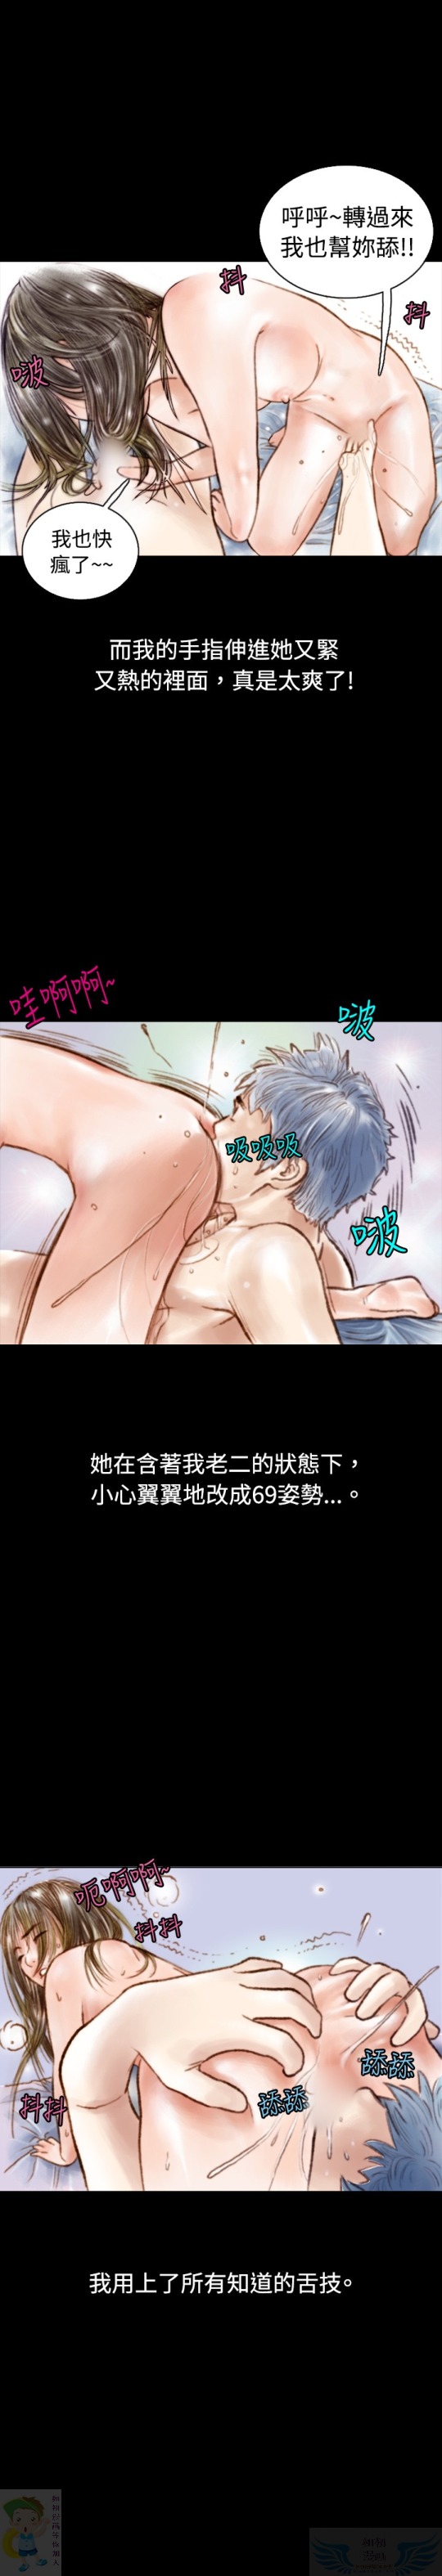 呼呼~轉過來
我也幫妳舔!!
抖
抖
啵
我也快
瘋了~~
而我的手指伸進她又緊
又熱的裡面，真是太爽了!
哇啊啊~
啵
吸吸吸
啵
她在含著我老二的狀態下，
小心翼翼地改成69姿勢...。
呃啊啊~
抖抖
舔舔
舔舔
抖抖
我用上了所有知道的舌技。